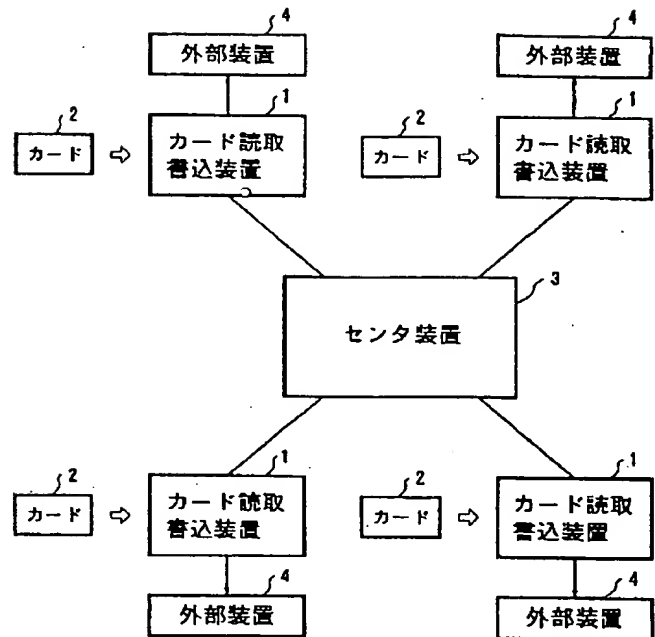 4
外部装置
1
2
カード
カード読取
書込装置
4
外部装置
1
2
カード
カード読取
書込装置
3
センタ装置
2
カード
1
カード読取
書込装置
4
外部装置
2
カード
1
カード読取
書込装置
4
外部装置